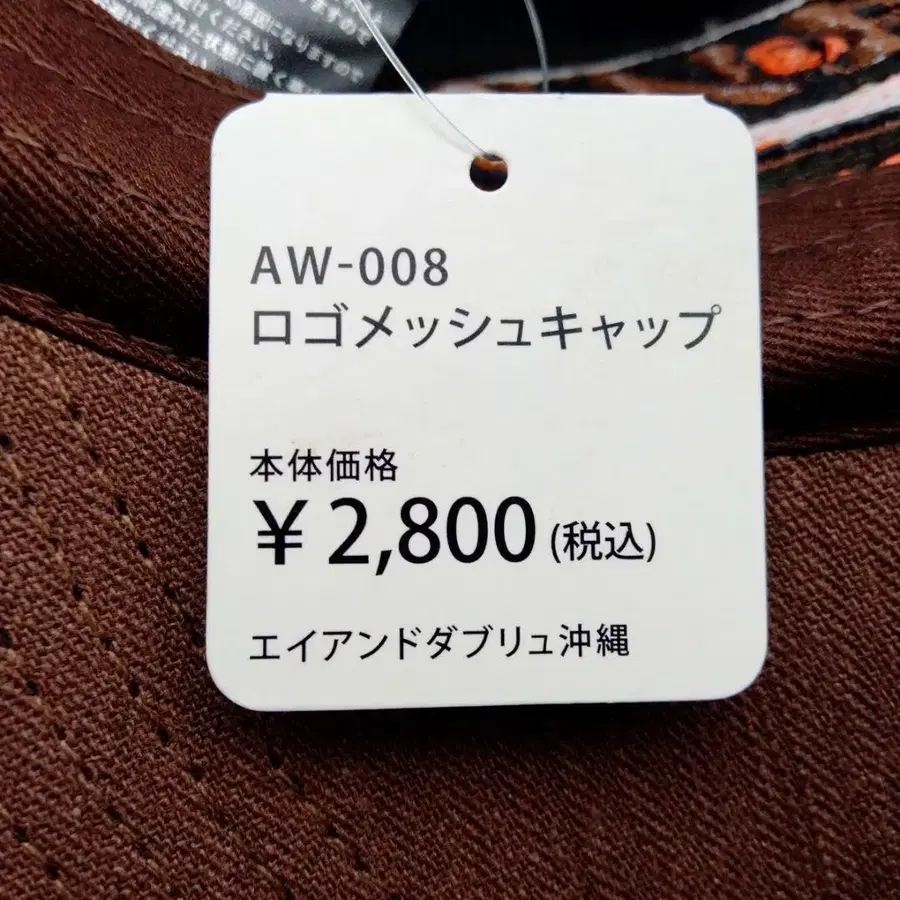 AW-008
ロゴメッシュキャップ
本体価格
¥2,800(税込)
エイアンドダブリュ沖縄